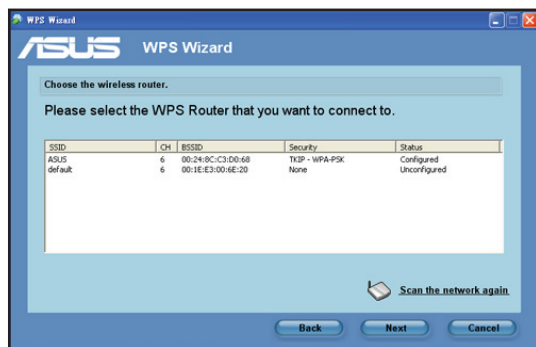 WPS Wizard
ASUS WPS Wizard
Choose the wireless router.
Please select the WPS Router that you want to connect to.
SSID CH BSSID Security Status
ASUS 6 00:24:8C:C3:D0:68 TKIP - WPA-PSK Configured
default 6 00:1E:E3:00:6E:20 None Unconfigured
Scan the network again
Back Next Cancel